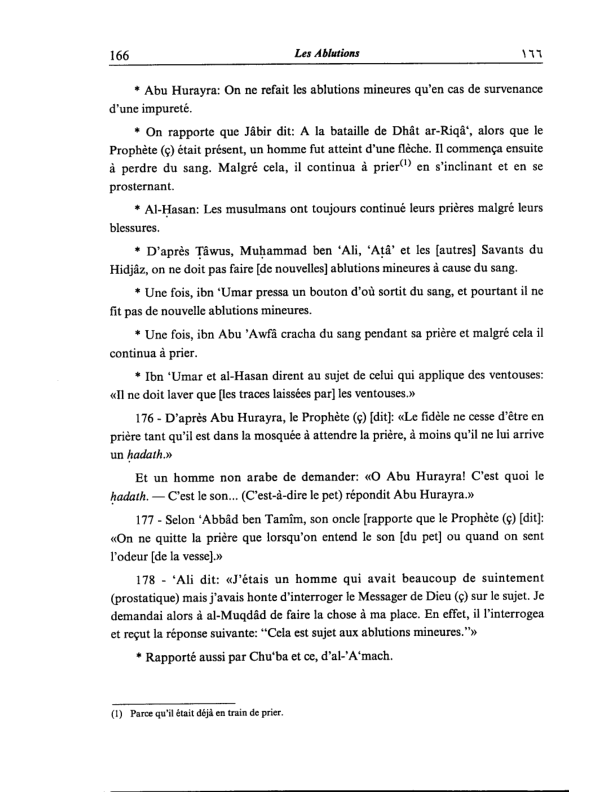 166 Les Ablutions ١٦٦
* Abu Hurayra: On ne refait les ablutions mineures qu'en cas de survenance
d'une impureté.
* On rapporte que Jâbir dit: A la bataille de Dhât ar-Riqâ‘, alors que le
Prophète (ç) était présent, un homme fut atteint d'une flèche. Il commença ensuite
à perdre du sang. Malgré cela, il continua à prier(1) en s'inclinant et en se
prosternant.
* Al-Ḥasan: Les musulmans ont toujours continué leurs prières malgré leurs
blessures.
* D'après Ṭâwus, Muḥammad ben ‘Ali, ‘Aṭâ’ et les [autres] Savants du
Hidjâz, on ne doit pas faire [de nouvelles] ablutions mineures à cause du sang.
* Une fois, ibn ‘Umar pressa un bouton d'où sortit du sang, et pourtant il ne
fit pas de nouvelle ablutions mineures.
* Une fois, ibn Abu ’Awfâ cracha du sang pendant sa prière et malgré cela il
continua à prier.
* Ibn ‘Umar et al-Hasan dirent au sujet de celui qui applique des ventouses:
«Il ne doit laver que [les traces laissées par] les ventouses.»
176 - D'après Abu Hurayra, le Prophète (ç) [dit]: «Le fidèle ne cesse d'être en
prière tant qu'il est dans la mosquée à attendre la prière, à moins qu'il ne lui arrive
un ḥadath.»
Et un homme non arabe de demander: «O Abu Hurayra! C'est quoi le
ḥadath. — C'est le son... (C'est-à-dire le pet) répondit Abu Hurayra.»
177 - Selon ‘Abbâd ben Tamîm, son oncle [rapporte que le Prophète (ç) [dit]:
«On ne quitte la prière que lorsqu'on entend le son [du pet] ou quand on sent
l'odeur [de la vesse].»
178 - ‘Ali dit: «J'étais un homme qui avait beaucoup de suintement
(prostatique) mais j'avais honte d'interroger le Messager de Dieu (ç) sur le sujet. Je
demandai alors à al-Muqdâd de faire la chose à ma place. En effet, il l'interrogea
et reçut la réponse suivante: “Cela est sujet aux ablutions mineures.”»
* Rapporté aussi par Chu‘ba et ce, d'al-’A‘mach.
(1) Parce qu'il était déjà en train de prier.